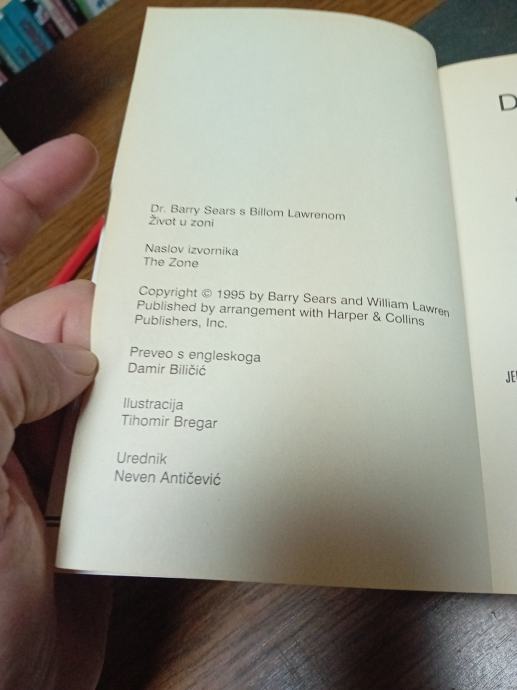 Dr. Barry Sears s Billom Lawrenom
Život u zoni
Naslov izvornika
The Zone
Copyright © 1995 by Barry Sears and William Lawren
Published by arrangement with Harper & Collins
Publishers, Inc.
Preveo s engleskoga
Damir Biličić
Ilustracija
Tihomir Bregar
Urednik
Neven Antičević